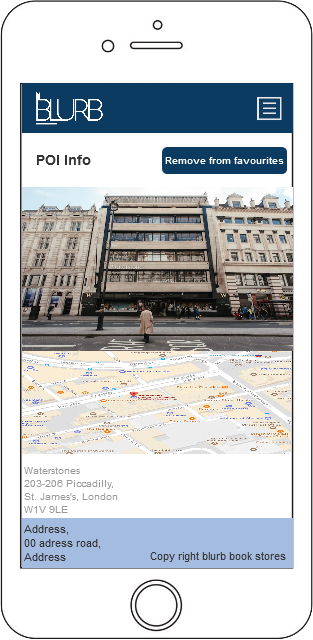 BLURB
POI Info
Remove from favourites
Waterstones
203-206 Piccadilly,
St. James's, London
W1V 9LE
Address,
00 adress road,
Address
Copy right blurb book stores